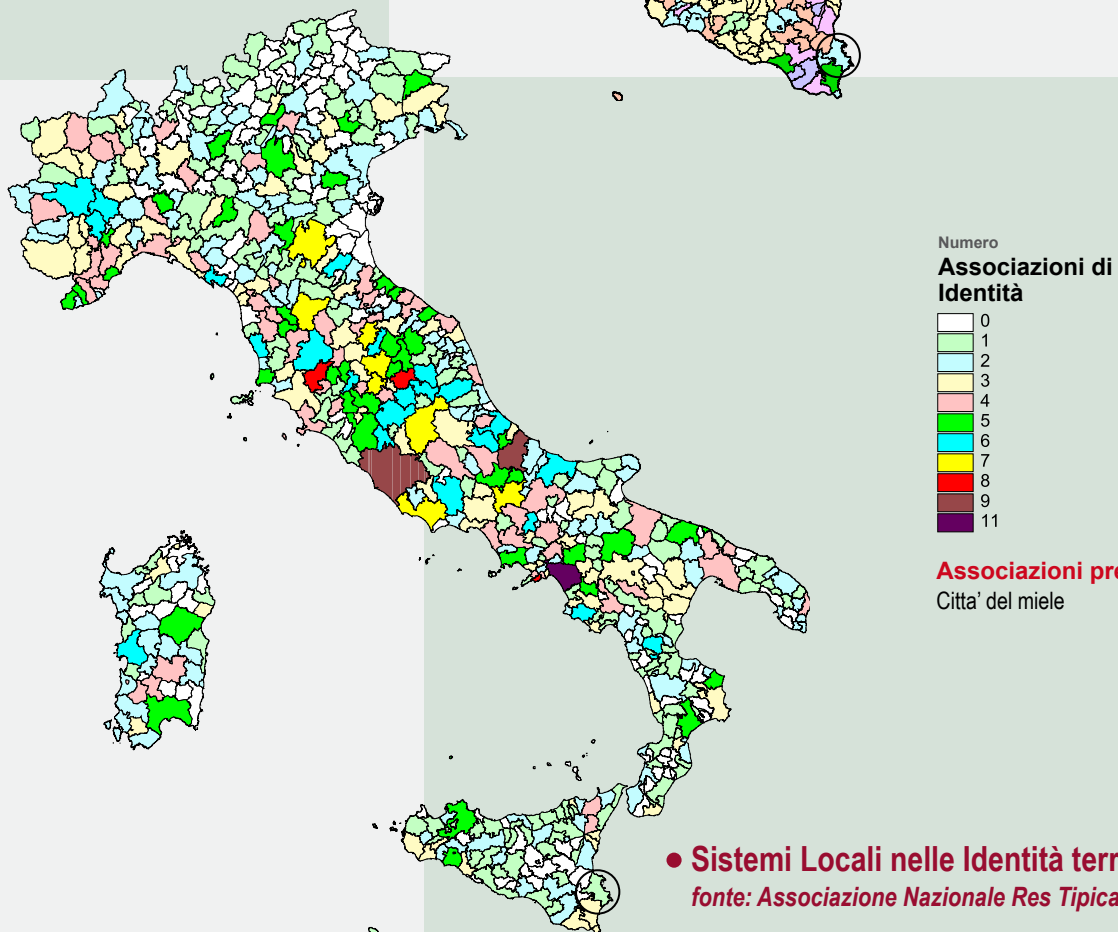 Numero
Associazioni di
Identità
0
1
2
3
4
5
6
7
8
9
11
Associazioni pre
Citta' del miele
• Sistemi Locali nelle Identità terr
fonte: Associazione Nazionale Res Tipica